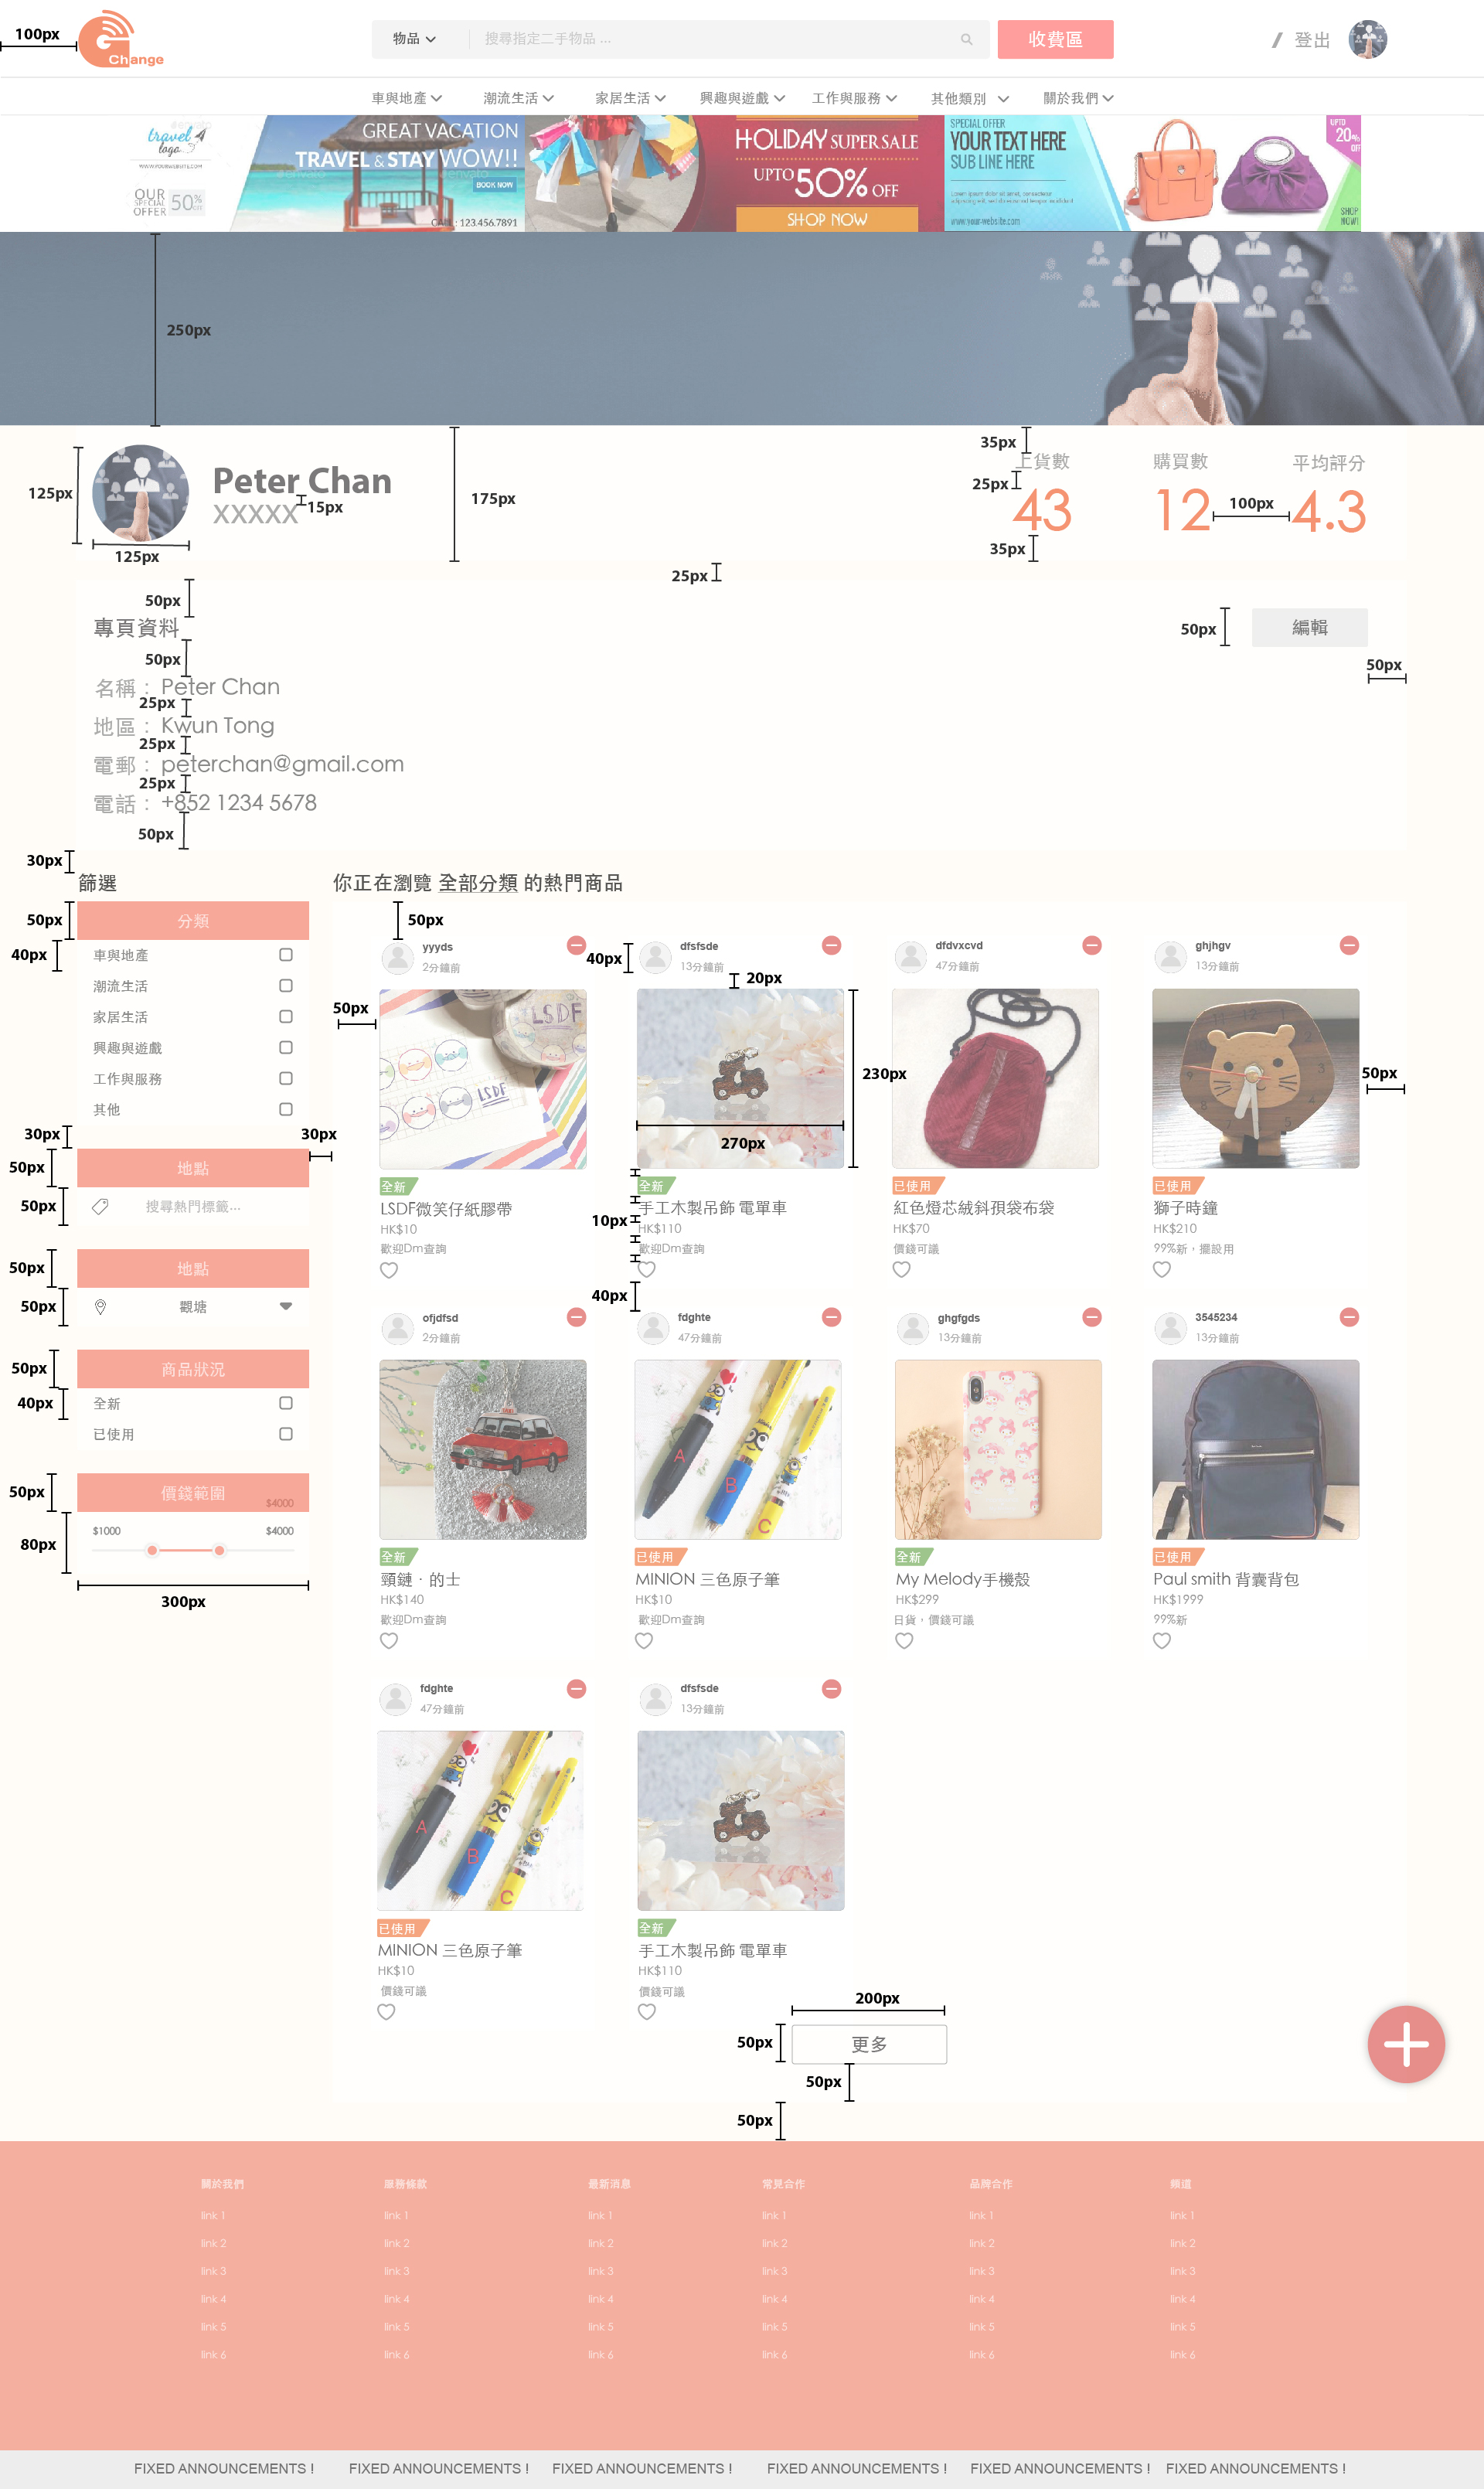 100px
Change
物品
搜尋指定二手物品 ...
收費區
登出
車與地產
潮流生活
家居生活
興趣與遊戲
工作與服務
其他類別
關於我們
travel
logo
WWW.YOURWEBSITE.COM
OUR
SPECIAL
OFFER
50%
GREAT VACATION
TRAVEL & STAY WOW!!
BOOK NOW
CALL : 123.456.7891
HOLIDAY SUPER SALE
UPTO
50% OFF
SHOP NOW
SPECIAL OFFER
YOUR TEXT HERE
SUB LINE HERE
www.your-website.com
UPTO
20%
OFF
SHOP
NOW!
250px
125px
125px
Peter Chan
XXXXX
15px
175px
35px
上貨數
購買數
平均評分
25px
43
12
100px
4.3
35px
25px
50px
專頁資料
50px
編輯
50px
50px
名稱 : Peter Chan
25px
地區 : Kwun Tong
25px
電郵 : peterchan@gmail.com
25px
電話 : +852 1234 5678
50px
30px
篩選
50px
分類
40px
車與地產
潮流生活
家居生活
興趣與遊戲
工作與服務
其他
30px
30px
50px
地點
50px
搜尋熱門標籤...
50px
地點
50px
觀塘
50px
商品狀況
40px
全新
已使用
50px
價錢範圍
$4000
$1000
$4000
80px
300px
你正在瀏覽 全部分類 的熱門商品
50px
yyyds
2分鐘前
40px
dfsfsde
13分鐘前
20px
dfdvxcvd
47分鐘前
ghjhgv
13分鐘前
50px
LSDF
LSDF
230px
270px
50px
全新
LSDF微笑仔紙膠帶
HK$10
歡迎Dm查詢
全新
手工木製吊飾 電單車
10px
HK$110
歡迎Dm查詢
已使用
紅色燈芯絨斜孭袋布袋
HK$70
價錢可議
已使用
獅子時鐘
HK$210
99%新，擺設用
40px
ofjdfsd
2分鐘前
fdghte
47分鐘前
ghgfgds
13分鐘前
3545234
13分鐘前
TAXI
A
B
C
全新
頸鏈 · 的士
HK$140
歡迎Dm查詢
已使用
MINION 三色原子筆
HK$10
歡迎Dm查詢
全新
My Melody手機殼
HK$299
日貨，價錢可議
已使用
Paul smith 背囊背包
HK$1999
99%新
fdghte
47分鐘前
dfsfsde
13分鐘前
A
B
C
已使用
MINION 三色原子筆
HK$10
價錢可議
全新
手工木製吊飾 電單車
HK$110
價錢可議
200px
50px
更多
50px
50px
關於我們
link 1
link 2
link 3
link 4
link 5
link 6
服務條款
link 1
link 2
link 3
link 4
link 5
link 6
最新消息
link 1
link 2
link 3
link 4
link 5
link 6
常見合作
link 1
link 2
link 3
link 4
link 5
link 6
品牌合作
link 1
link 2
link 3
link 4
link 5
link 6
頻道
link 1
link 2
link 3
link 4
link 5
link 6
FIXED ANNOUNCEMENTS ! FIXED ANNOUNCEMENTS ! FIXED ANNOUNCEMENTS ! FIXED ANNOUNCEMENTS ! FIXED ANNOUNCEMENTS ! FIXED ANNOUNCEMENTS !